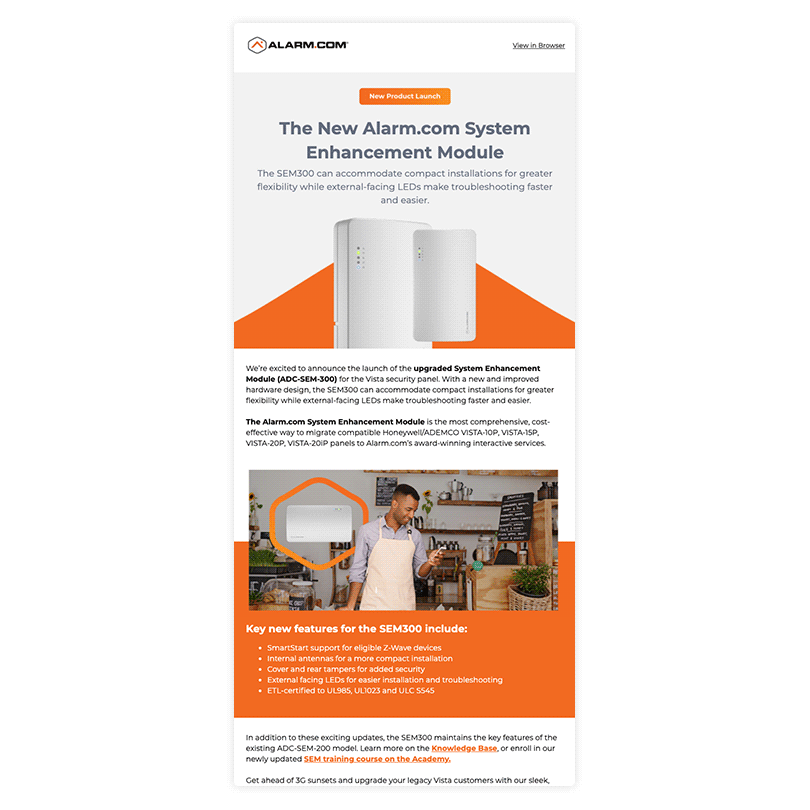 ALARM.COM
View in Browser
New Product Launch
The New Alarm.com System
Enhancement Module
The SEM300 can accommodate compact installations for greater
flexibility while external-facing LEDs make troubleshooting faster
and easier.
We're excited to announce the launch of the upgraded System Enhancement
Module (ADC-SEM-300) for the Vista security panel. With a new and improved
hardware design, the SEM300 can accommodate compact installations for greater
flexibility while external-facing LEDs make troubleshooting faster and easier.
The Alarm.com System Enhancement Module is the most comprehensive, cost-
effective way to migrate compatible Honeywell/ADEMCO VISTA-10P, VISTA-15P,
VISTA-20P, VISTA-20iP panels to Alarm.com's award-winning interactive services.
Key new features for the SEM300 include:
• SmartStart support for eligible Z-Wave devices
• Internal antennas for a more compact installation
• Cover and rear tampers for added security
• External facing LEDs for easier installation and troubleshooting
• ETL-certified to UL985, UL1023 and ULC S545
In addition to these exciting updates, the SEM300 maintains the key features of the
existing ADC-SEM-200 model. Learn more on the Knowledge Base, or enroll in our
newly updated SEM training course on the Academy.
Get ahead of 3G sunsets and upgrade your legacy Vista customers with our sleek,